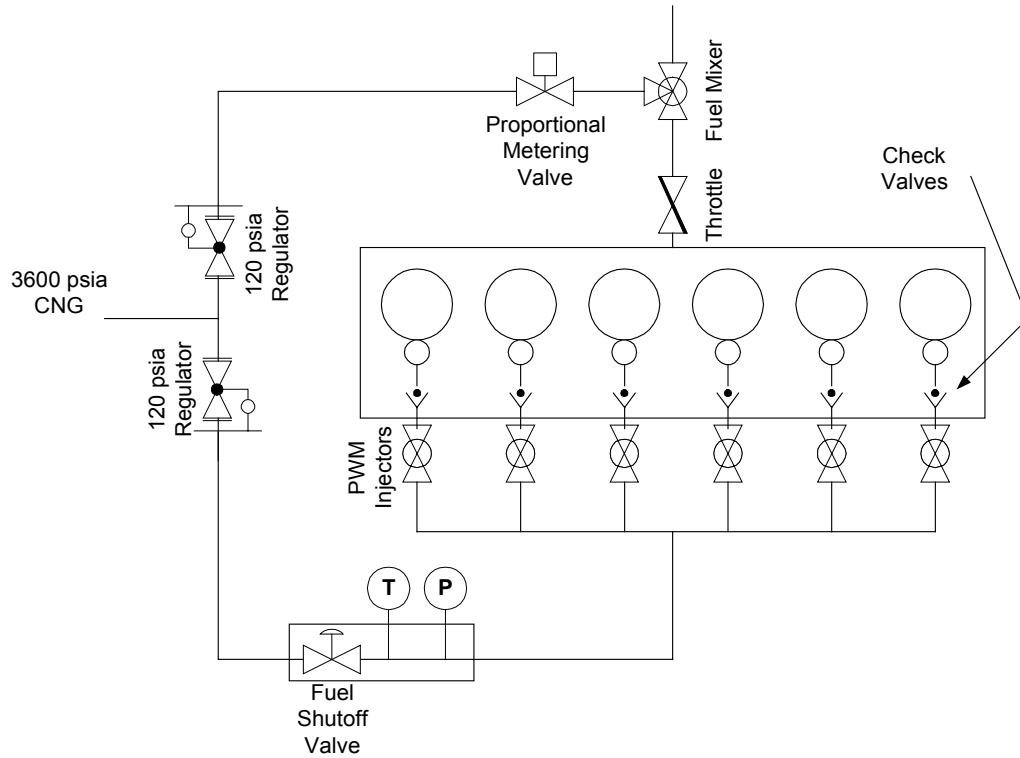 Fuel Mixer
Proportional
Metering
Valve
Check
Valves
Throttle
120 psia
Regulator
3600 psia
CNG
120 psia
Regulator
PWM
Injectors
T
P
Fuel
Shutoff
Valve